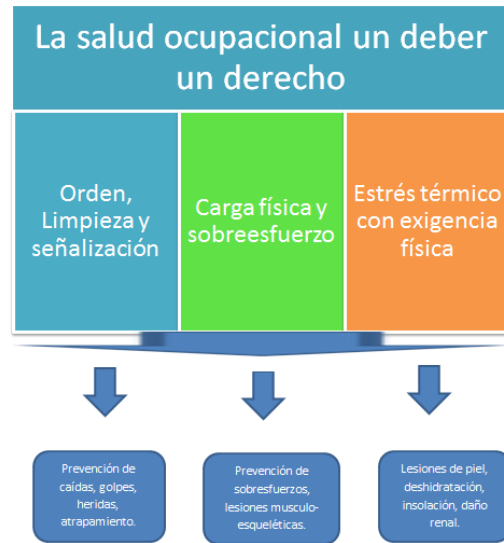 La salud ocupacional un deber
un derecho
Orden,
Limpieza y
señalización
Carga física y
sobreesfuerzo
Estrés térmico
con exigencia
física
Prevención de
caídas, golpes,
heridas,
atrapamiento.
Prevención de
sobresfuerzos,
lesiones musculo-
esqueléticas.
Lesiones de piel,
deshidratación,
insolación, daño
renal.